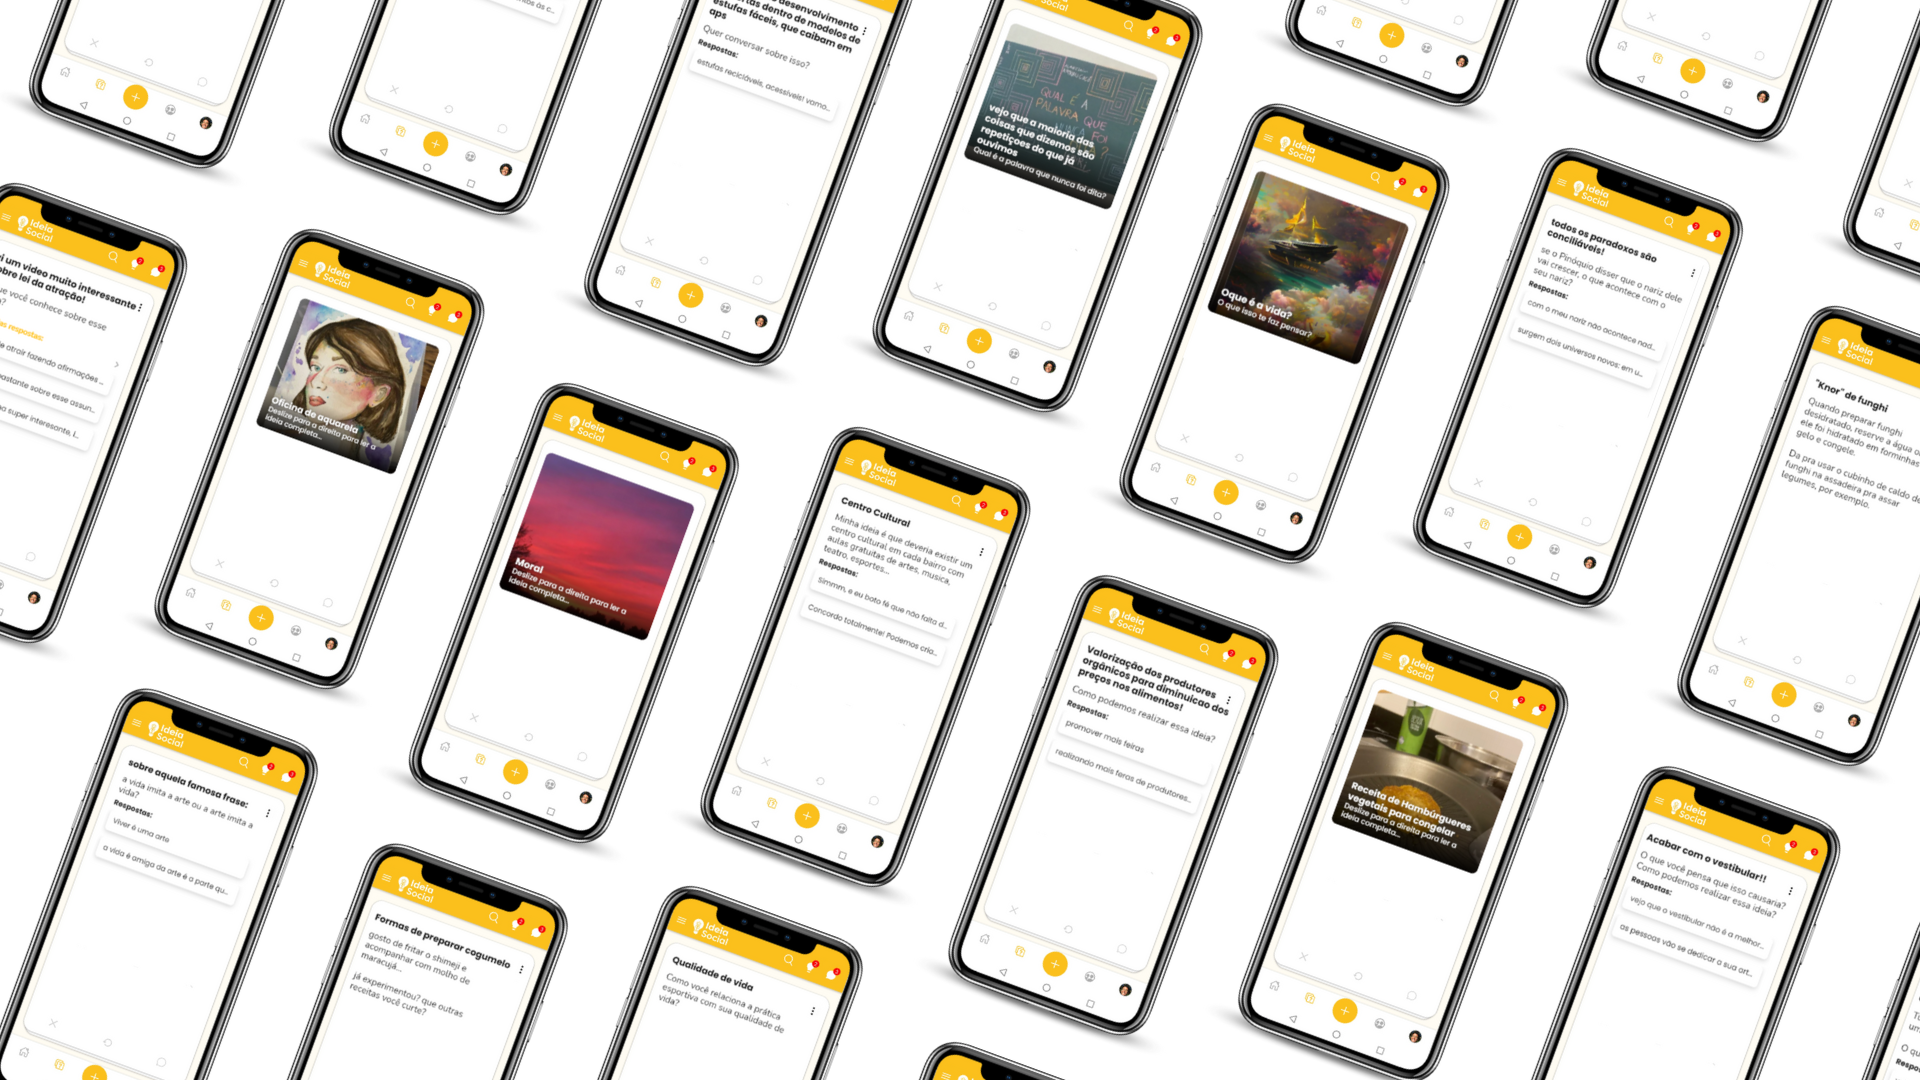 desenvolvimento
dentro de modelos de
estufas fáceis, que caibam em
aps
Quer conversar sobre isso?
Respostas:
estufas recicláveis, acessíveis! vamo...
Social
QUAL É A
PALAVRA QUE
vejo que a maioria das
coisas que dizemos são
repetiçoes do que já
ouvimos
Qual é a palavra que nunca foi dita?
Ideia
Social
i um vídeo muito interessante
obre lei da atração!
ue você conhece sobre esse
as respostas:
e atrair fazendo afirmações ...
bastante sobre esse assun...
super interesante, i...
Ideia
Social
Oficina de aquarela
Deslize para a direita para ler a
ideia completa...
Ideia
Social
Oque é a vida?
O que isso te faz pensar?
Ideia
Social
todos os paradoxos são
conciliáveis!
se o Pinóquio disser que o nariz dele
vai crescer, o que acontece com o
seu nariz?
Respostas:
com o meu nariz não acontece nad...
surgem dois universos novos: em u...
"Knor" de funghi
Quando preparar funghi
desidratado, reserve a água
ele foi hidratado em forminhas
gelo e congele.
Da pra usar o cubinho de caldo de
funghi na assadeira pra assar
legumes, por exemplo.
Ideia
Social
Moral
Deslize para a direita para ler a
ideia completa...
Ideia
Social
Centro Cultural
Minha ideia é que deveria existir um
centro cultural em cada bairro com
aulas gratuitas de artes, musica,
teatro, esportes...
Respostas:
simmm, e eu boto fé que não falta d...
Concordo totalmente! Podemos cria...
Ideia
Social
Valorização dos produtores
orgânicos para diminuicao dos
preços nos alimentos!
Como podemos realizar essa ideia?
Respostas:
promover mais feiras
realizando mais feras de produtores...
Ideia
Social
Receita de Hambúrgueres
vegetais para congelar
Deslize para a direita para ler a
ideia completa...
Ideia
Social
sobre aquela famosa frase:
a vida imita a arte ou a arte imita a
vida?
Respostas:
Viver é uma arte
a vida é amiga da arte é a parte qu...
Ideia
Social
Formas de preparar cogumelo
gosto de fritar o shimeji e
acompanhar com molho de
maracujá...
já experimentou? que outras
receitas você curte?
Ideia
Social
Qualidade de vida
Como você relaciona a prática
esportiva com sua qualidade de
vida?
Ideia
Social
Acabar com o vestibular!!
O que você pensa que isso causaria?
Como podemos realizar essa ideia?
Respostas:
vejo que o vestibular não é a melhor...
as pessoas vão se dedicar a sua art...